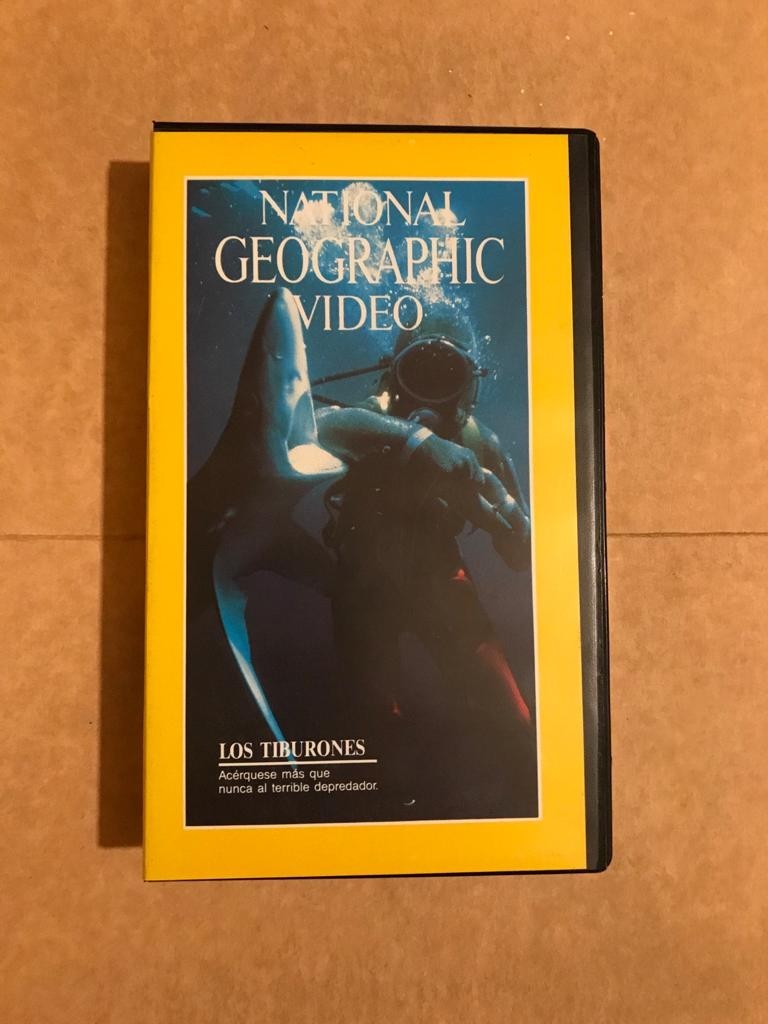 NATIONAL
GEOGRAPHIC
VIDEO
LOS TIBURONES
Acérquese más que
nunca al terrible depredador.